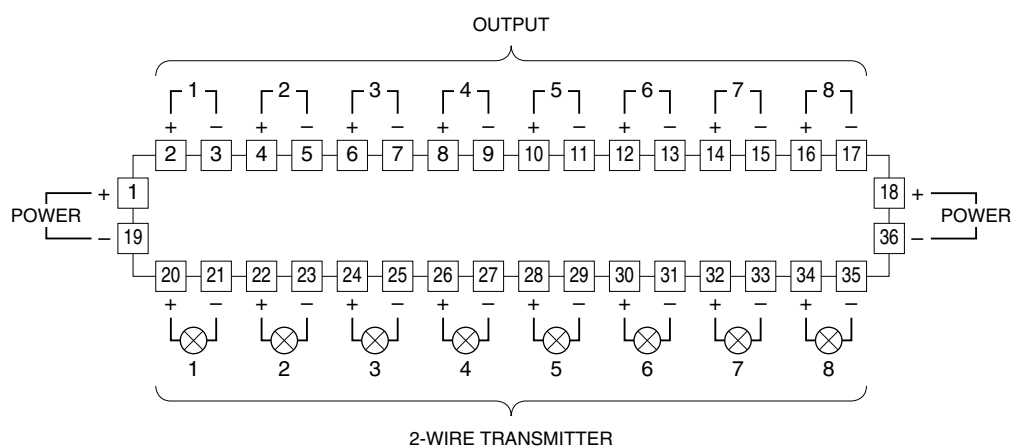 OUTPUT
1 2 3 4 5 6 7 8
+ − + − + − + − + − + − + − + −
2 3 4 5 6 7 8 9 10 11 12 13 14 15 16 17
+ 1 18 +
POWER POWER
− 19 36 −
20 21 22 23 24 25 26 27 28 29 30 31 32 33 34 35
+ − + − + − + − + − + − + − + −
1 2 3 4 5 6 7 8
2-WIRE TRANSMITTER